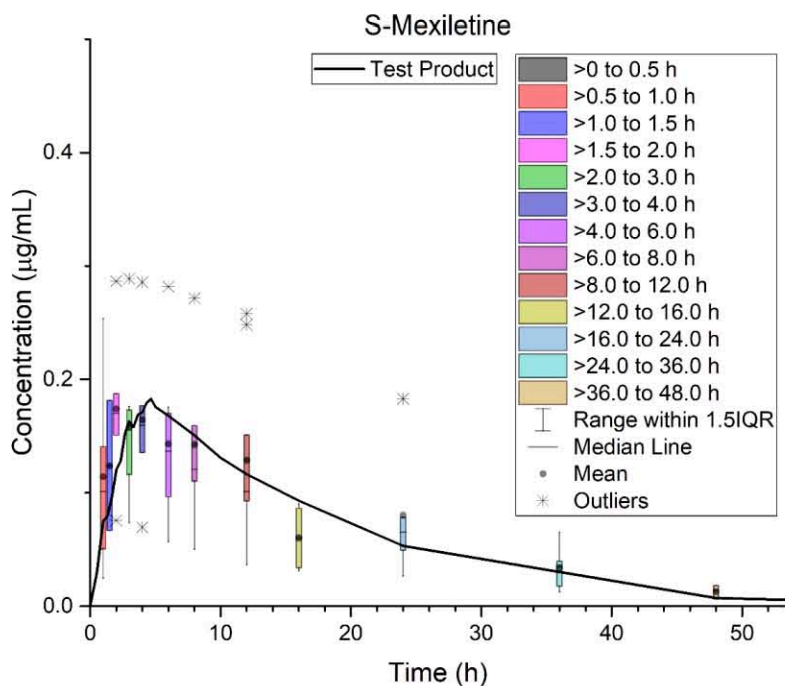 S-Mexiletine
Test Product
>0 to 0.5 h
>0.5 to 1.0 h
>1.0 to 1.5 h
>1.5 to 2.0 h
>2.0 to 3.0 h
>3.0 to 4.0 h
>4.0 to 6.0 h
>6.0 to 8.0 h
>8.0 to 12.0 h
>12.0 to 16.0 h
>16.0 to 24.0 h
>24.0 to 36.0 h
>36.0 to 48.0 h
Range within 1.5IQR
Median Line
Mean
Outliers
Concentration (μg/mL)
0.4
0.2
0.0
0 10 20 30 40 50
Time (h)